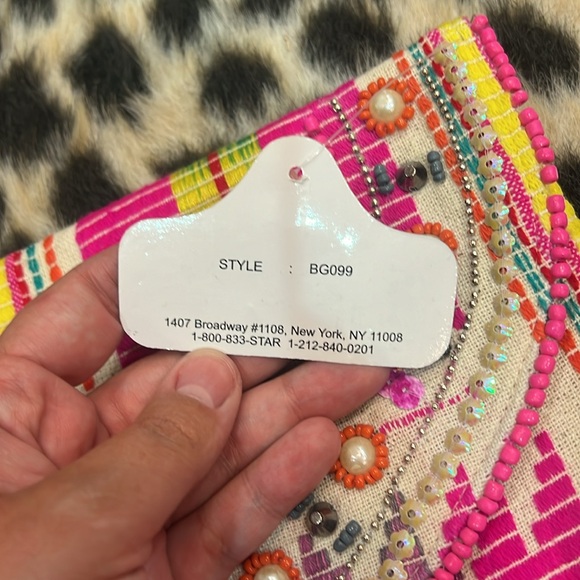 STYLE : BG099
1407 Broadway #1108, New York, NY 11008
1-800-833-STAR 1-212-840-0201